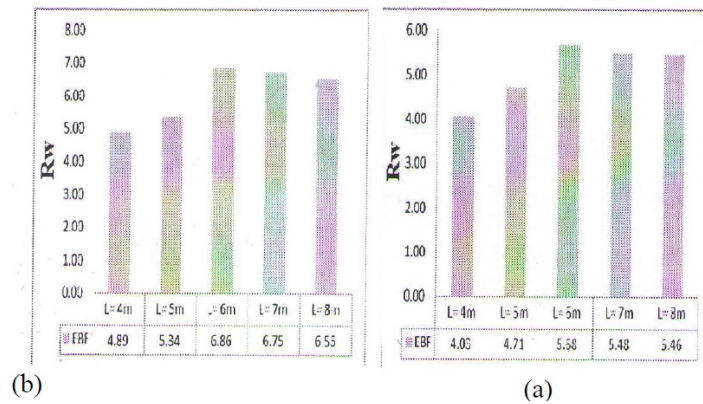 8.00
7.00
6.00
5.00
4.00
3.00
2.00
1.00
0.00
Rw
L=4m L=5m L=6m L=7m L=8m
EBF 4.89 5.34 6.86 6.75 6.55
(b)
6.00
5.00
4.00
3.00
2.00
1.00
0.00
Rw
L=4m L=5m L=6m L=7m L=8m
EBF 4.03 4.71 5.68 5.48 5.46
(a)